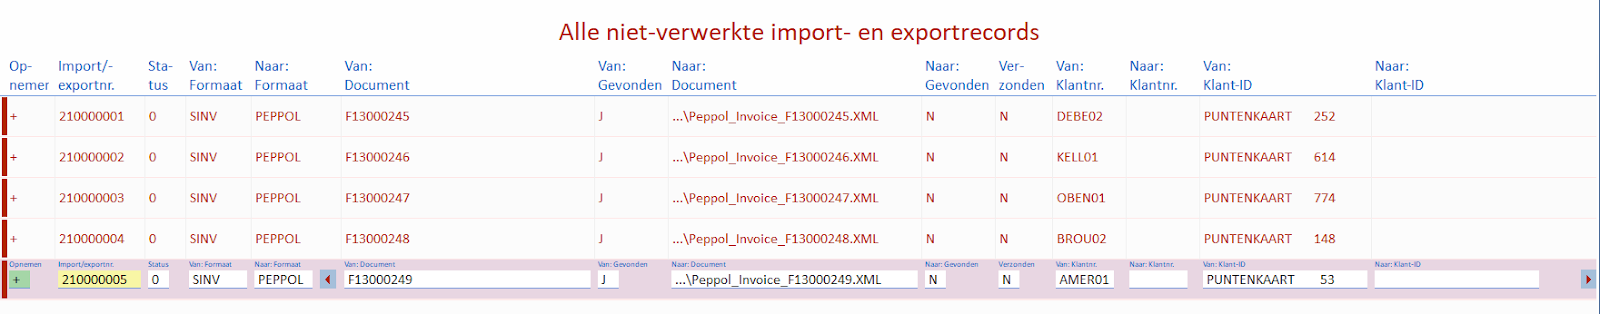 Alle niet-verwerkte import- en exportrecords
Op- Import/- Sta- Van: Naar: Van: Van: Naar: Naar: Ver- Van: Naar: Van: Naar:
nemer exportnr. tus Formaat Formaat Document Gevonden Document Gevonden zonden Klantnr. Klantnr. Klant-ID Klant-ID
+ 210000001 0 SINV PEPPOL F13000245 J ...\Peppol_Invoice_F13000245.XML N N DEBE02 PUNTENKAART 252
+ 210000002 0 SINV PEPPOL F13000246 J ...\Peppol_Invoice_F13000246.XML N N KELL01 PUNTENKAART 614
+ 210000003 0 SINV PEPPOL F13000247 J ...\Peppol_Invoice_F13000247.XML N N OBEN01 PUNTENKAART 774
+ 210000004 0 SINV PEPPOL F13000248 J ...\Peppol_Invoice_F13000248.XML N N BROU02 PUNTENKAART 148
Opnemen Import/exportnr. Status Van: Formaat Naar: Formaat Van: Document Van: Gevonden Naar: Document Naar: Gevonden Verzonden Van: Klantnr. Naar: Klantnr. Van: Klant-ID Naar: Klant-ID
+ 210000005 0 SINV PEPPOL F13000249 J ...\Peppol_Invoice_F13000249.XML N N AMER01 PUNTENKAART 53